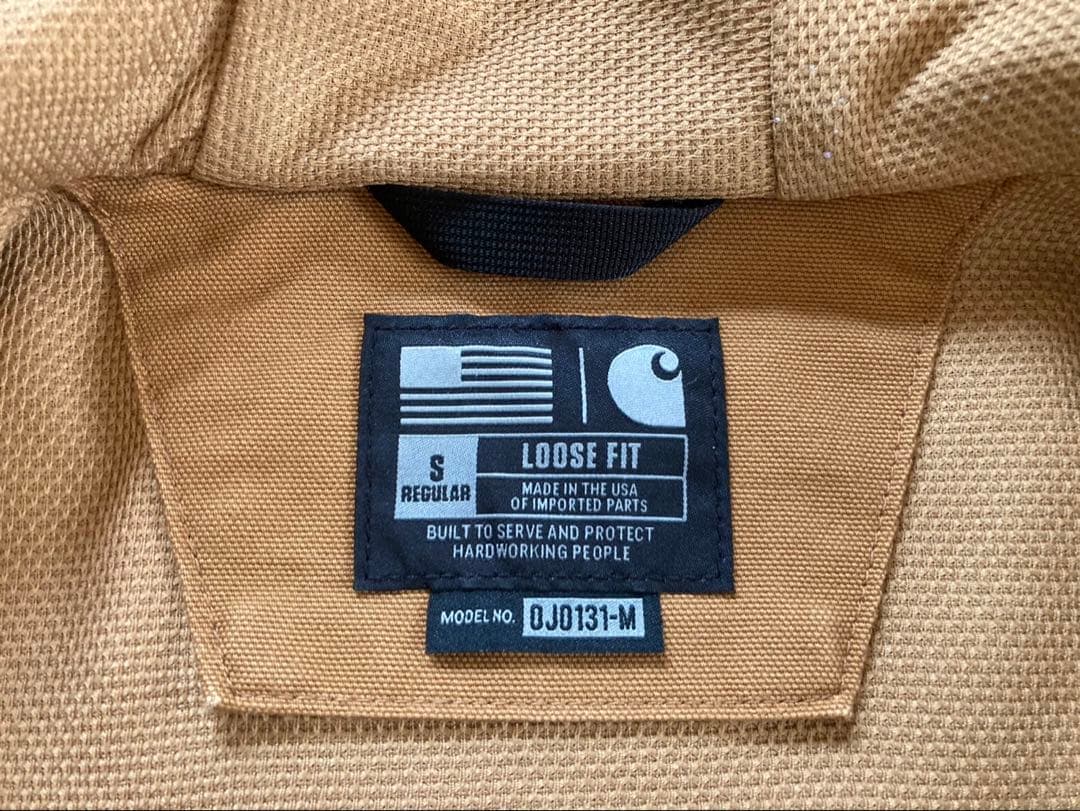 S
REGULAR
LOOSE FIT
MADE IN THE USA
OF IMPORTED PARTS
BUILT TO SERVE AND PROTECT
HARDWORKING PEOPLE
MODEL NO. OJ0131-M